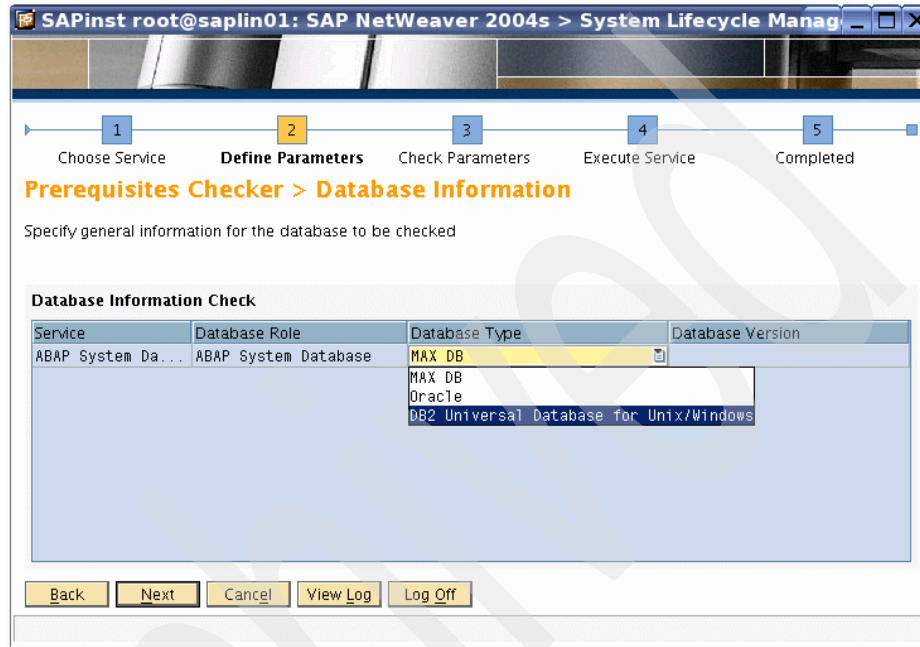 SAPinst root@saplin01: SAP NetWeaver 2004s > System Lifecycle Manag
1 2 3 4 5
Choose Service Define Parameters Check Parameters Execute Service Completed
Prerequisites Checker > Database Information
Specify general information for the database to be checked
Database Information Check
Service Database Role Database Type Database Version
ABAP System Da... ABAP System Database MAX DB
MAX DB
Oracle
DB2 Universal Database for Unix/Windows
Back Next Cancel View Log Log Off